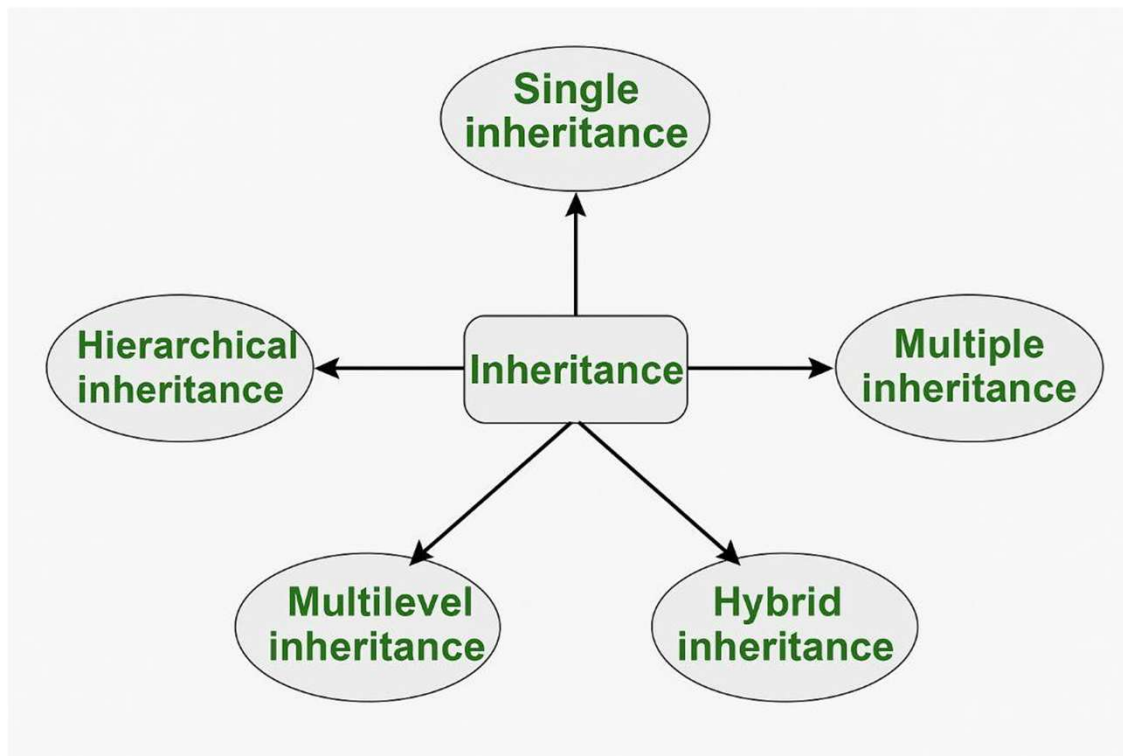 Single
inheritance
Hierarchical
inheritance
Inheritance
Multiple
inheritance
Multilevel
inheritance
Hybrid
inheritance